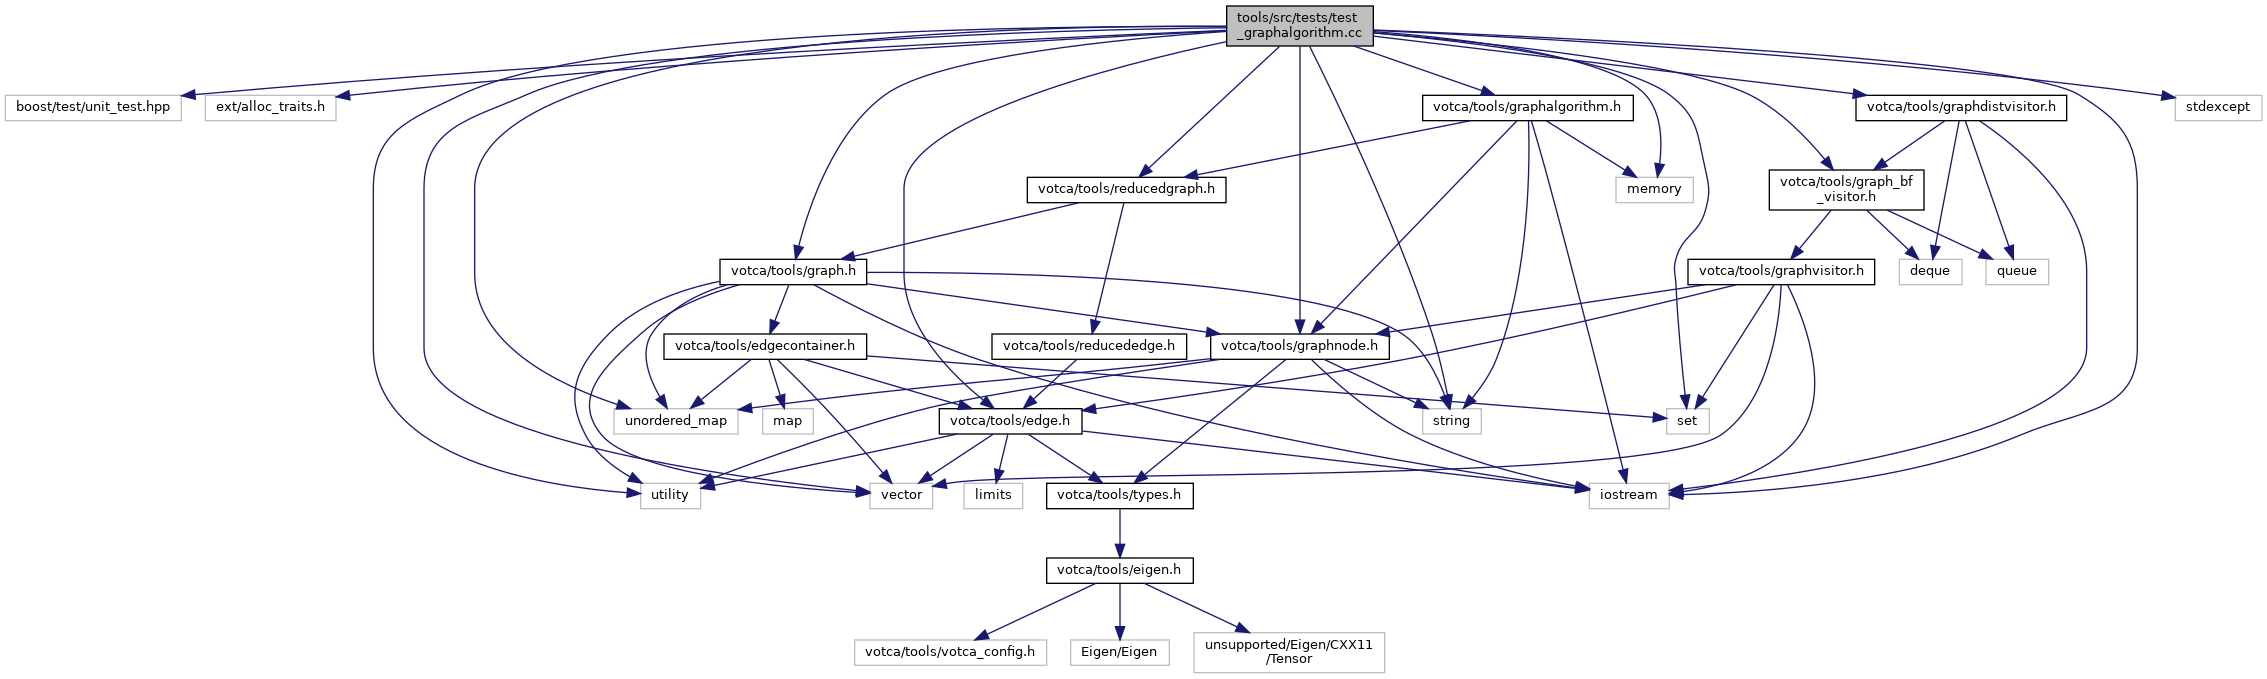 tools/src/tests/test
_graphalgorithm.cc
boost/test/unit_test.hpp
ext/alloc_traits.h
votca/tools/graphalgorithm.h
votca/tools/graphdistvisitor.h
stdexcept
votca/tools/reducedgraph.h
memory
votca/tools/graph_bf
_visitor.h
votca/tools/graph.h
votca/tools/graphvisitor.h
deque
queue
votca/tools/edgecontainer.h
votca/tools/reducededge.h
votca/tools/graphnode.h
unordered_map
map
votca/tools/edge.h
string
set
utility
vector
limits
votca/tools/types.h
iostream
votca/tools/eigen.h
votca/tools/votca_config.h
Eigen/Eigen
unsupported/Eigen/CXX11
/Tensor